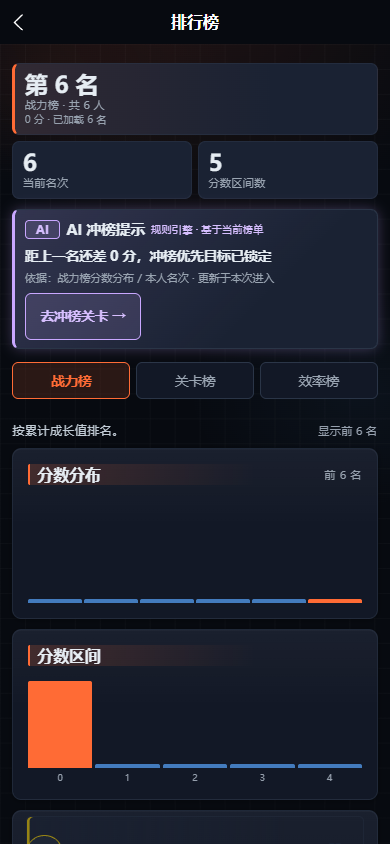 排行榜
第 6 名
战力榜 · 共 6 人
0 分 · 已加载 6 名
6
当前名次
5
分数区间数
AI AI 冲榜提示 规则引擎 · 基于当前榜单
距上一名还差 0 分，冲榜优先目标已锁定
依据：战力榜分数分布 / 本人名次 · 更新于本次进入
去冲榜关卡 →
战力榜 关卡榜 效率榜
按累计成长值排名。 显示前 6 名
分数分布 前 6 名
分数区间
0 1 2 3 4